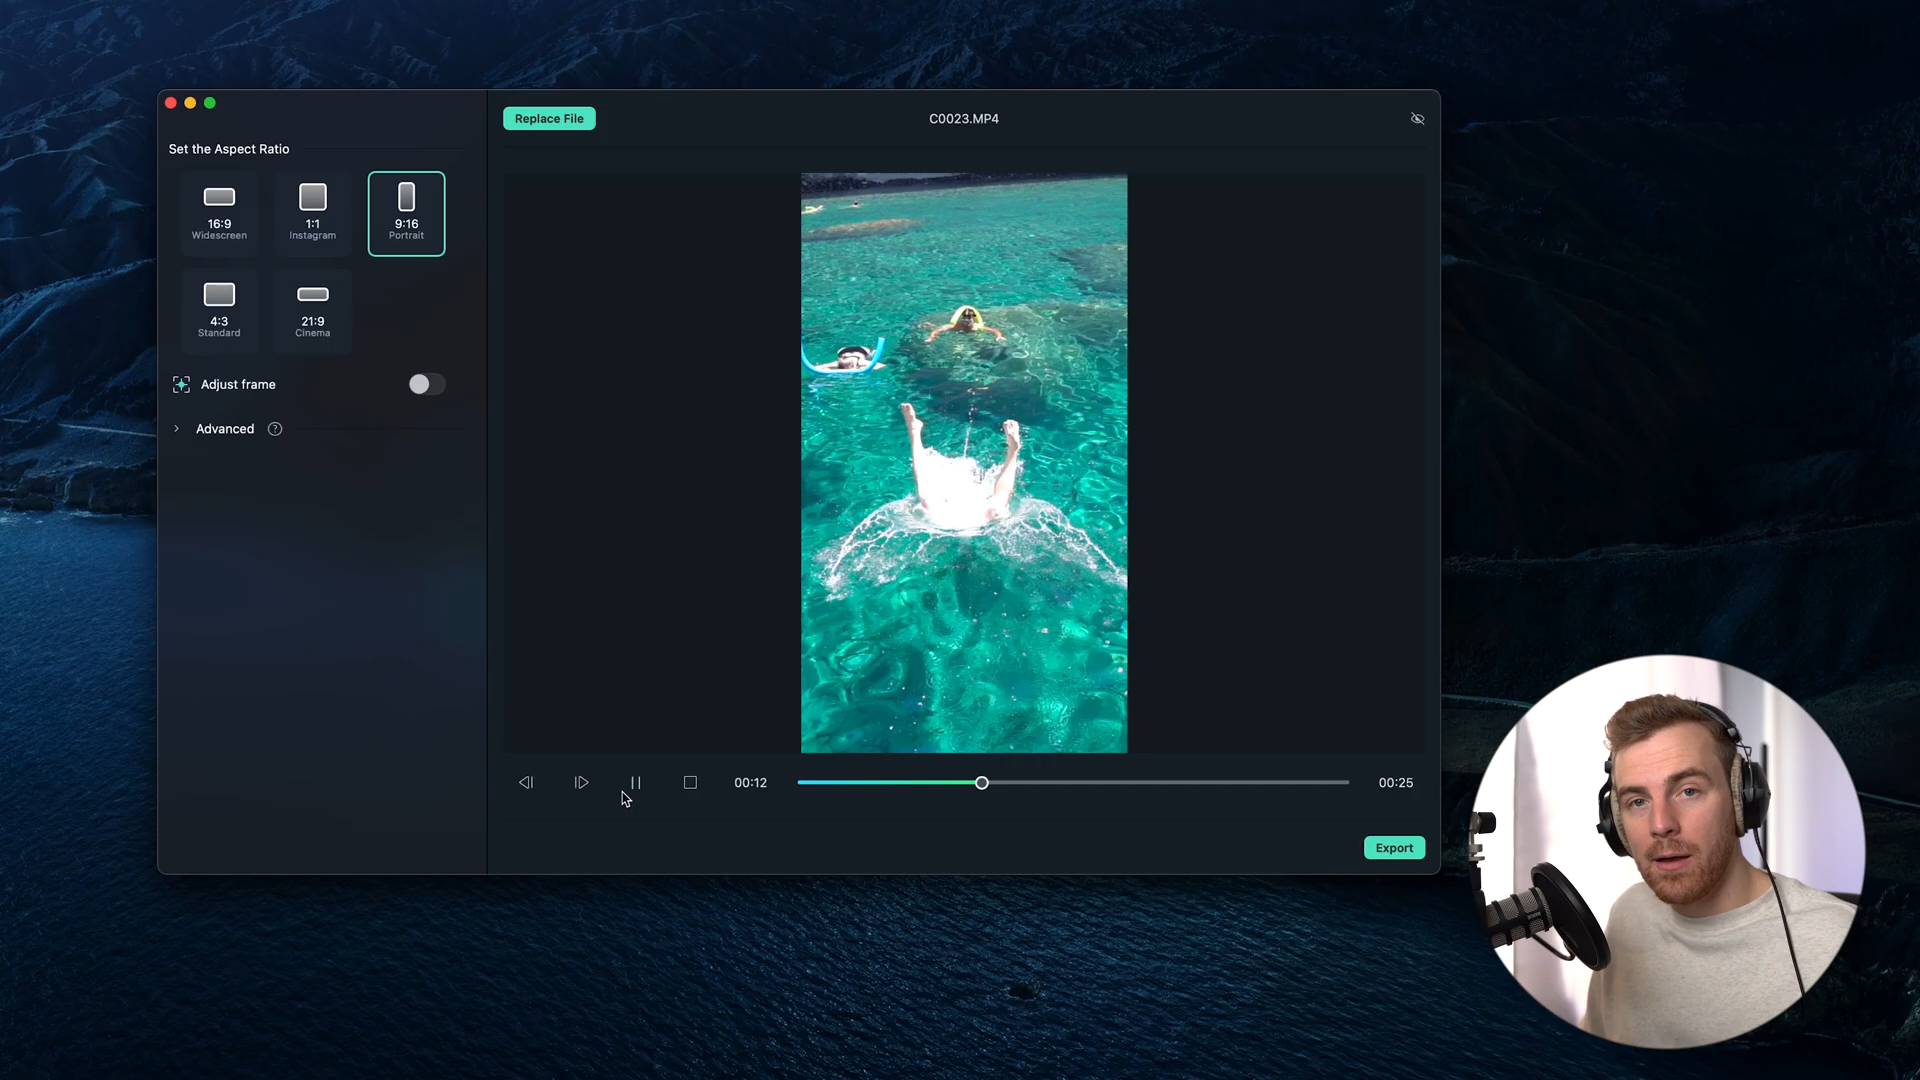 Replace File
C0023.MP4
Set the Aspect Ratio
16:9
Widescreen
1:1
Instagram
9:16
Portrait
4:3
Standard
21:9
Cinema
Adjust frame
Advanced ?
00:12
00:25
Export